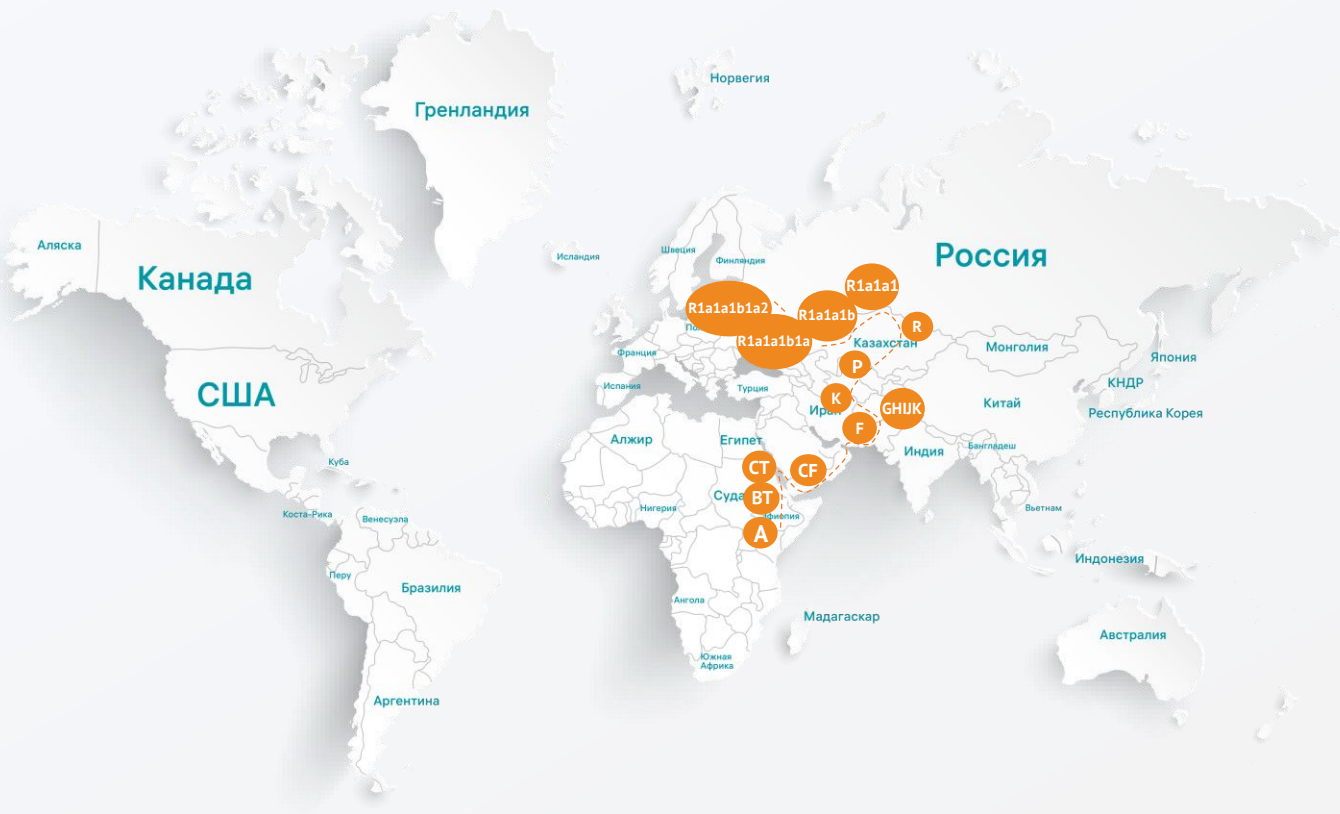 Норвегия
Гренландия
Аляска
Канада
Исландия
Швеция
Финляндия
Россия
R1a1a1
R1a1a1b1a2
R1a1a1b
R
R1a1a1b1a
Казахстан
Монголия
Франция
Япония
P
США
Испания
Турция
КНДР
K
Иран
GHIJK
Китай
Республика Корея
F
Алжир
Египет
Индия
Бангладеш
Куба
CT
CF
BT
Нигерия
Вьетнам
Коста-Рика
Венесуэла
Эфиопия
A
Индонезия
Перу
Бразилия
Ангола
Мадагаскар
Австралия
Южная
Африка
Аргентина